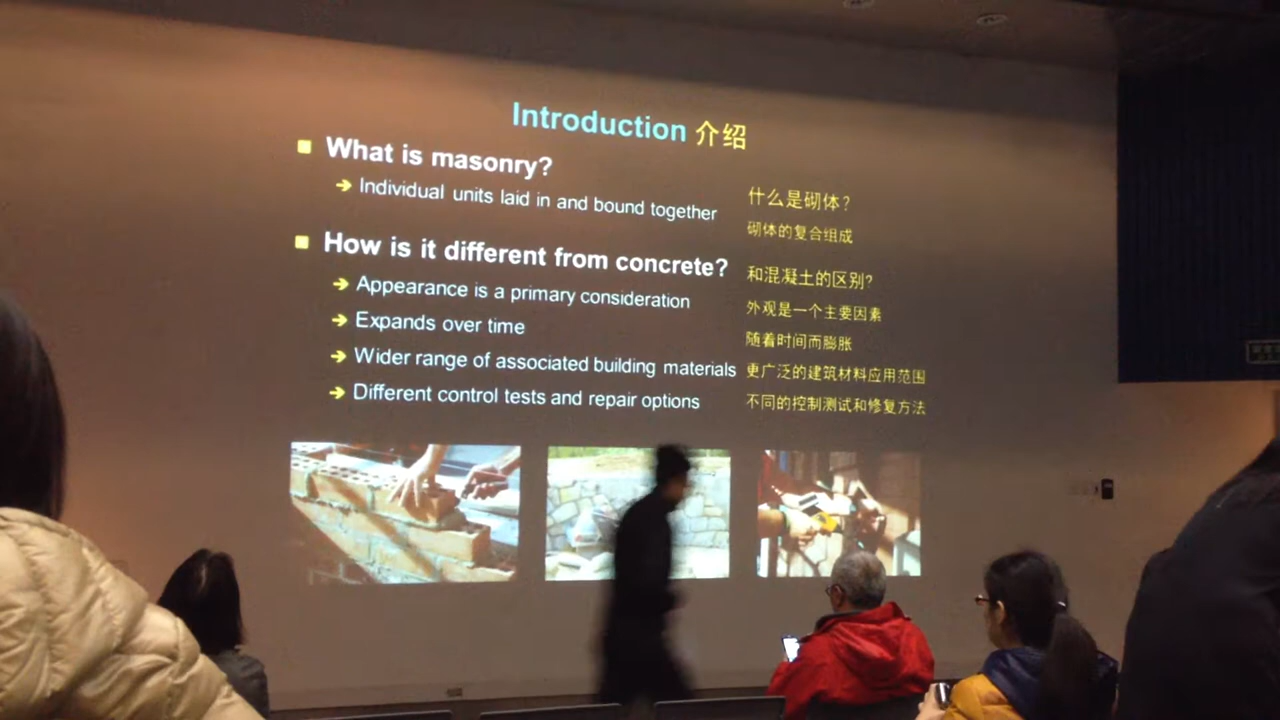 Introduction 介绍
What is masonry?
Individual units laid in and bound together
什么是砌体?
砌体的复合组成
How is it different from concrete?
Appearance is a primary consideration
Expands over time
Wider range of associated building materials
Different control tests and repair options
和混凝土的区别?
外观是一个主要因素
随着时间而膨胀
更广泛的建筑材料应用范围
不同的控制测试和修复方法